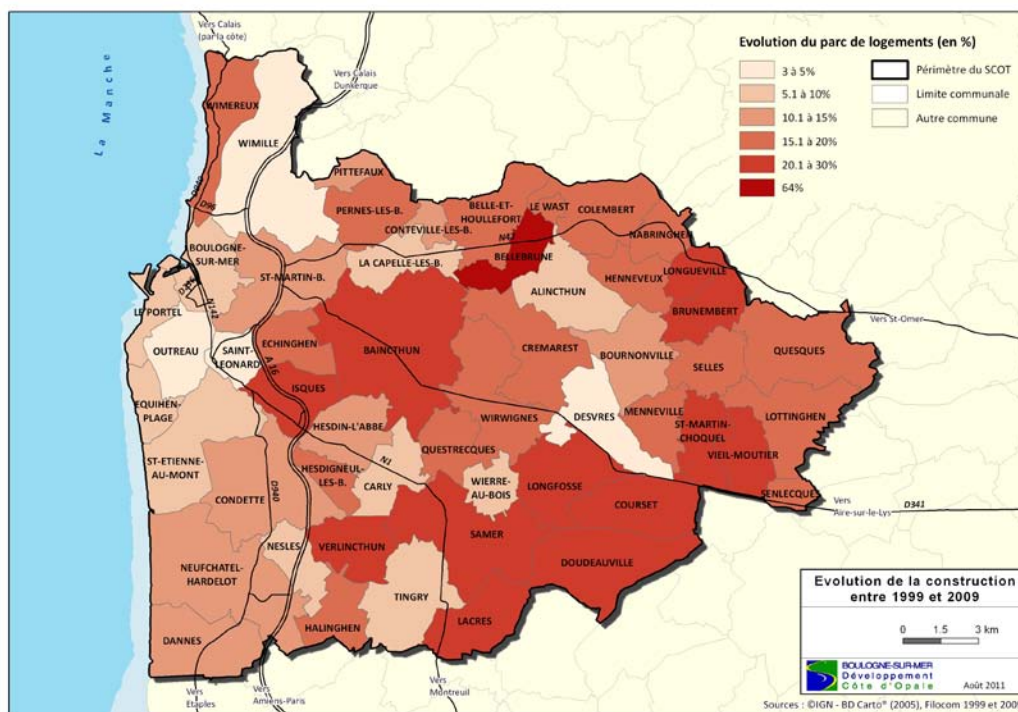 Vers Calais
(par la côte)
La Manche
Vers Calais
Dunkerque
Evolution du parc de logements (en %)
3 à 5%
5.1 à 10%
10.1 à 15%
15.1 à 20%
20.1 à 30%
64%
Périmètre du SCOT
Limite communale
Autre commune
WIMEREUX
WIMILLE
D96
PITTEFAUX
PERNES-LES-B.
CONTEVILLE-LES-B.
BELLE-ET-
HOULLEFORT
LE WAST
COLEMBERT
N42
NABRINGHEN
BOULOGNE-
SUR-MER
ST-MARTIN-B.
LA CAPELLE-LES-B.
BELLEBRUNE
ALINCTHUN
HENNEVEUX
LONGUEVILLE
BRUNEMBERT
Vers St-Omer
LE PORTEL
N142
OUTREAU
SAINT-
LEONARD
A 16
ECHINGHEN
BAINCTHUN
CREMAREST
BOURNONVILLE
SELLES
QUESQUES
ISQUES
EQUIHEN-
PLAGE
HESDIN-L'ABBE
WIRWIGNES
DESVRES
MENNEVILLE
ST-MARTIN-
CHOQUEL
LOTTINGHEN
VIEIL-MOUTIER
ST-ETIENNE-
AU-MONT
N1
QUESTRECQUES
HESDIGNEUL-
LES-B.
CARLY
WIERRE-
AU-BOIS
LONGFOSSE
COURSET
SENLECQUES
Vers
Aire-sur-le-Lys
D341
CONDETTE
D940
NESLES
VERLINCTHUN
SAMER
DOUDEAUVILLE
NEUFCHATEL-
HARDELOT
TINGRY
DANNES
HALINGHEN
LACRES
Vers
Etaples
Vers
Amiens-Paris
Vers
Montreuil
Evolution de la construction
entre 1999 et 2009
0 1.5 3 km
BOULOGNE-SUR-MER
Développement
Côte d'Opale
Août 2011
Sources : ©IGN - BD Carto® (2005), Filocom 1999 et 2009